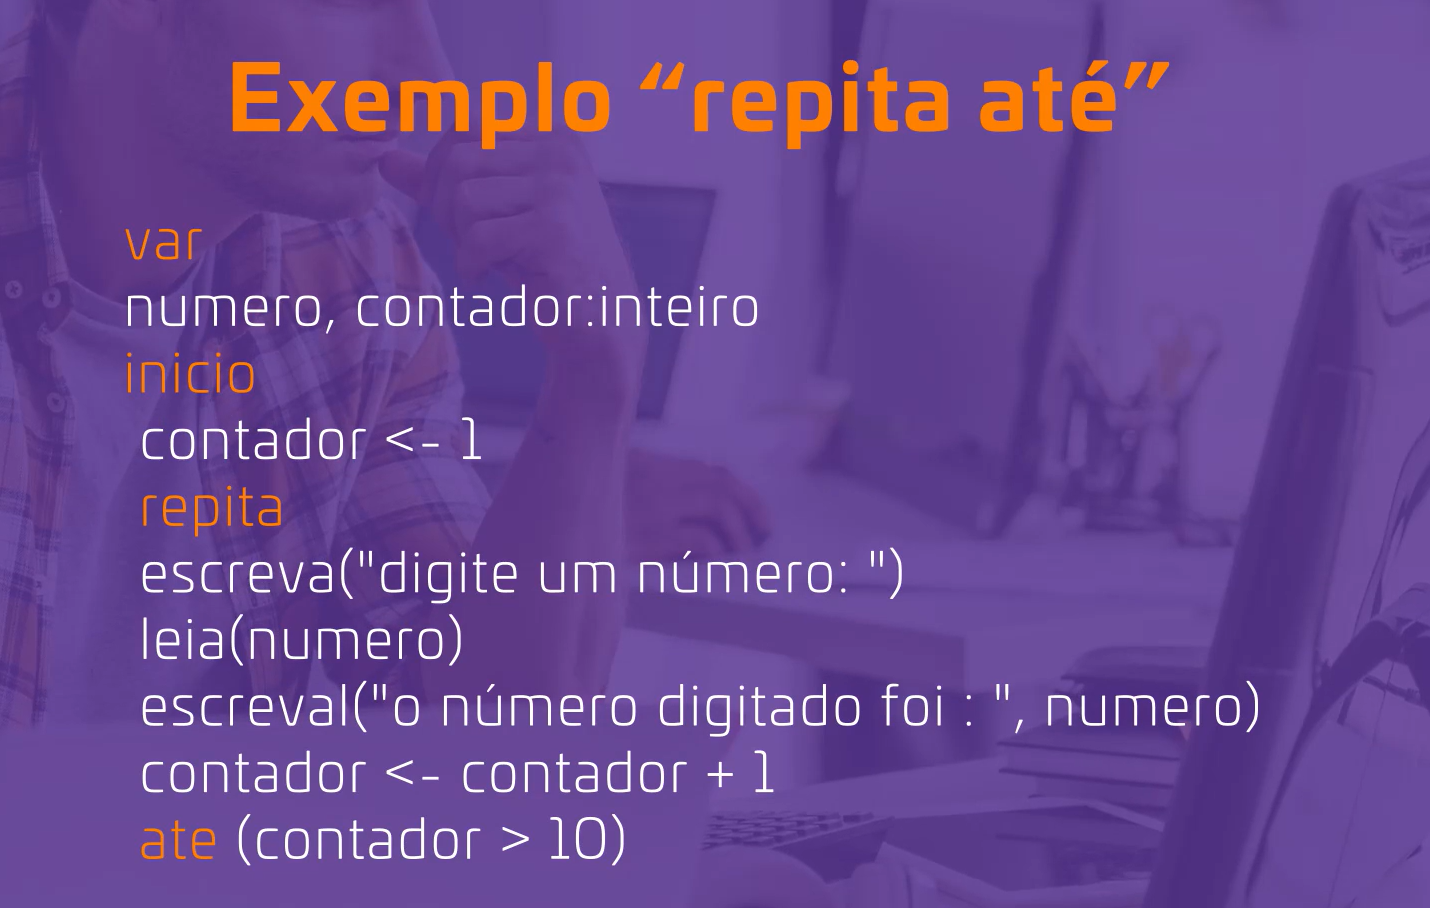 Exemplo “repita até”
var
numero, contador:inteiro
inicio
contador <- 1
repita
escreva("digite um número: ")
leia(numero)
escreval("o número digitado foi : ", numero)
contador <- contador + 1
ate (contador > 10)